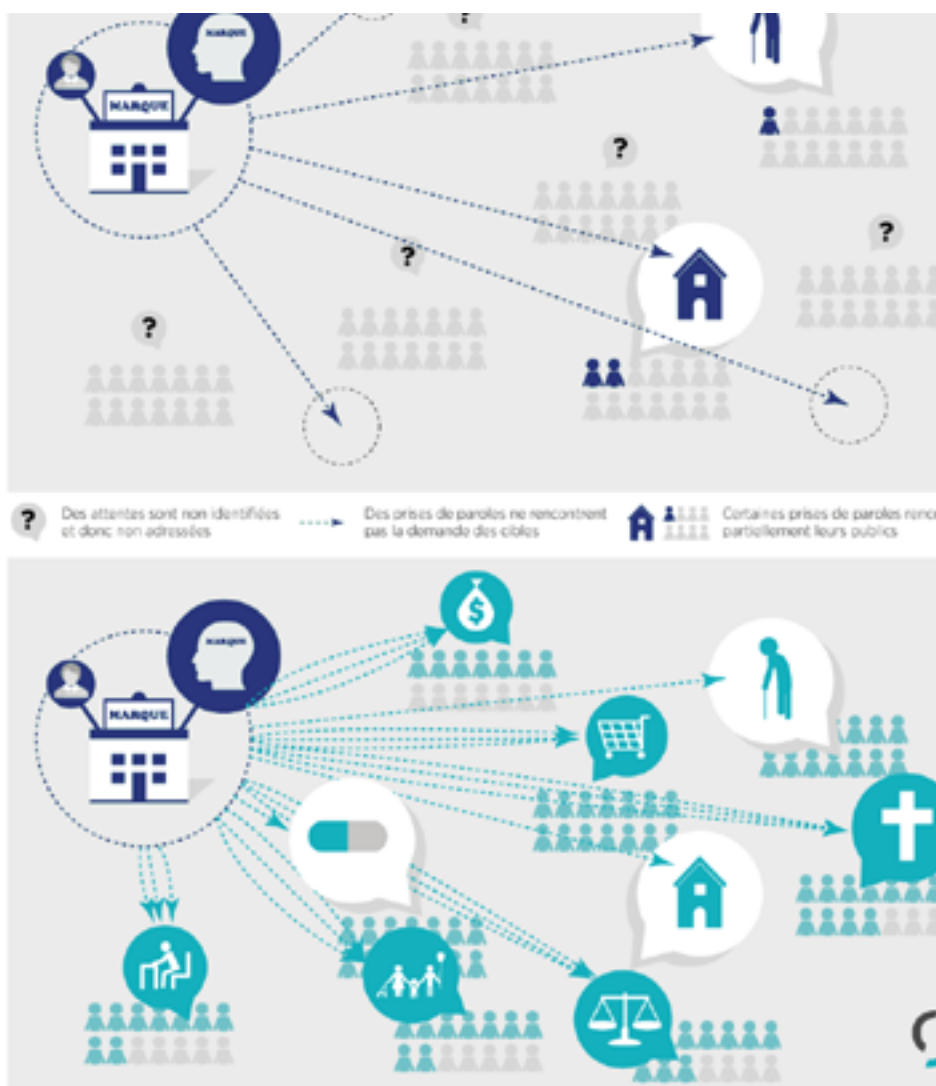 MARQUE
?
MARQUE
?
?
?
?
? Des attentes sont non identifiées
et donc non adressées
Des prises de paroles ne rencontrent
pas la demande des cibles
Certaines prises de paroles
partiellement leurs publics
$
MARQUE
MARQUE